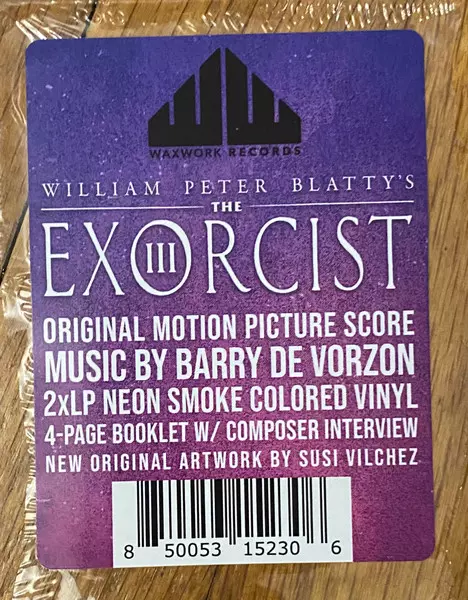 WAXWORK RECORDS
WILLIAM PETER BLATTY'S
THE
EXORCIST
III
ORIGINAL MOTION PICTURE SCORE
MUSIC BY BARRY DE VORZON
2xLP NEON SMOKE COLORED VINYL
4-PAGE BOOKLET W/ COMPOSER INTERVIEW
NEW ORIGINAL ARTWORK BY SUSI VILCHEZ
8 50053 15230 6